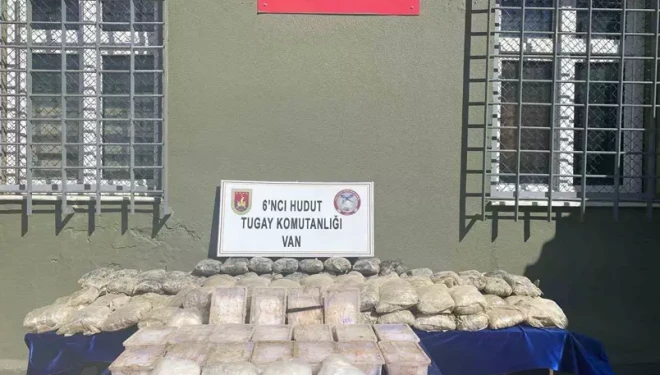 6'NCI HUDUT
TUGAY KOMUTANLIĞI
VAN